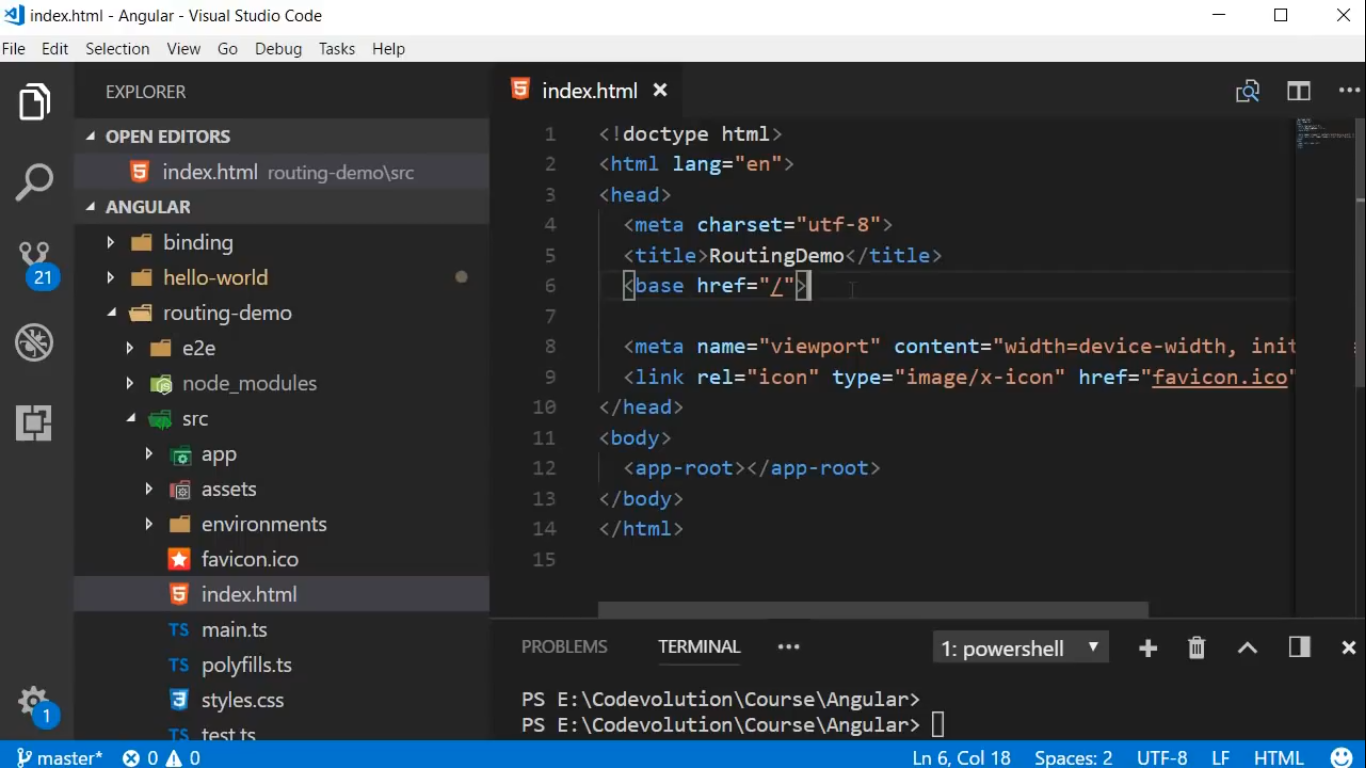 index.html - Angular - Visual Studio Code
File Edit Selection View Go Debug Tasks Help
EXPLORER
OPEN EDITORS
index.html routing-demo\src
ANGULAR
binding
hello-world
21
routing-demo
e2e
node_modules
src
app
assets
environments
favicon.ico
index.html
TS main.ts
TS polyfills.ts
styles.css
1
test.ts
index.html
1 <!doctype html>
2 <html lang="en">
3 <head>
4 <meta charset="utf-8">
5 <title>RoutingDemo</title>
6 <base href="/">
7
8 <meta name="viewport" content="width=device-width, init
9 <link rel="icon" type="image/x-icon" href="favicon.ico"
10 </head>
11 <body>
12 <app-root></app-root>
13 </body>
14 </html>
15
PROBLEMS TERMINAL ••• 1: powershell
PS E:\Codevolution\Course\Angular>
PS E:\Codevolution\Course\Angular>
master* 0 0 Ln 6, Col 18 Spaces: 2 UTF-8 LF HTML